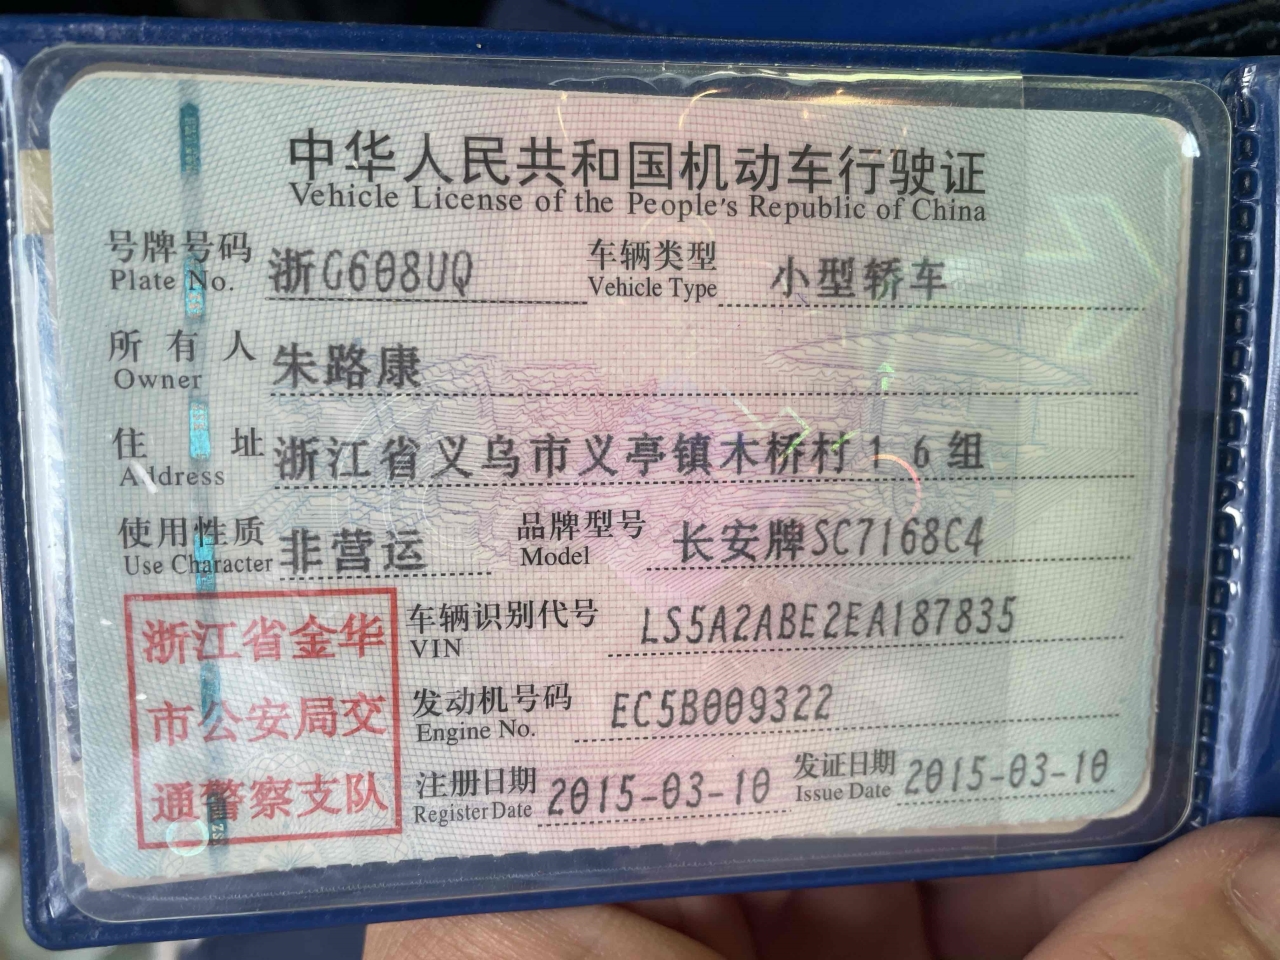 中华人民共和国机动车行驶证
Vehicle License of the People's Republic of China
号牌号码 浙G608UQ 车辆类型 小型轿车
Plate No. Vehicle Type
所有人 朱路康
Owner
住址 浙江省义乌市义亭镇木桥村16组
Address
使用性质 非营运 品牌型号 长安牌SC7168C4
Use Character Model
浙江省金华
市公安局交
通警察支队
车辆识别代号 LS5A2ABE2EA187835
VIN
发动机号码 EC5B009322
Engine No.
注册日期 2015-03-10 发证日期 2015-03-10
Register Date Issue Date